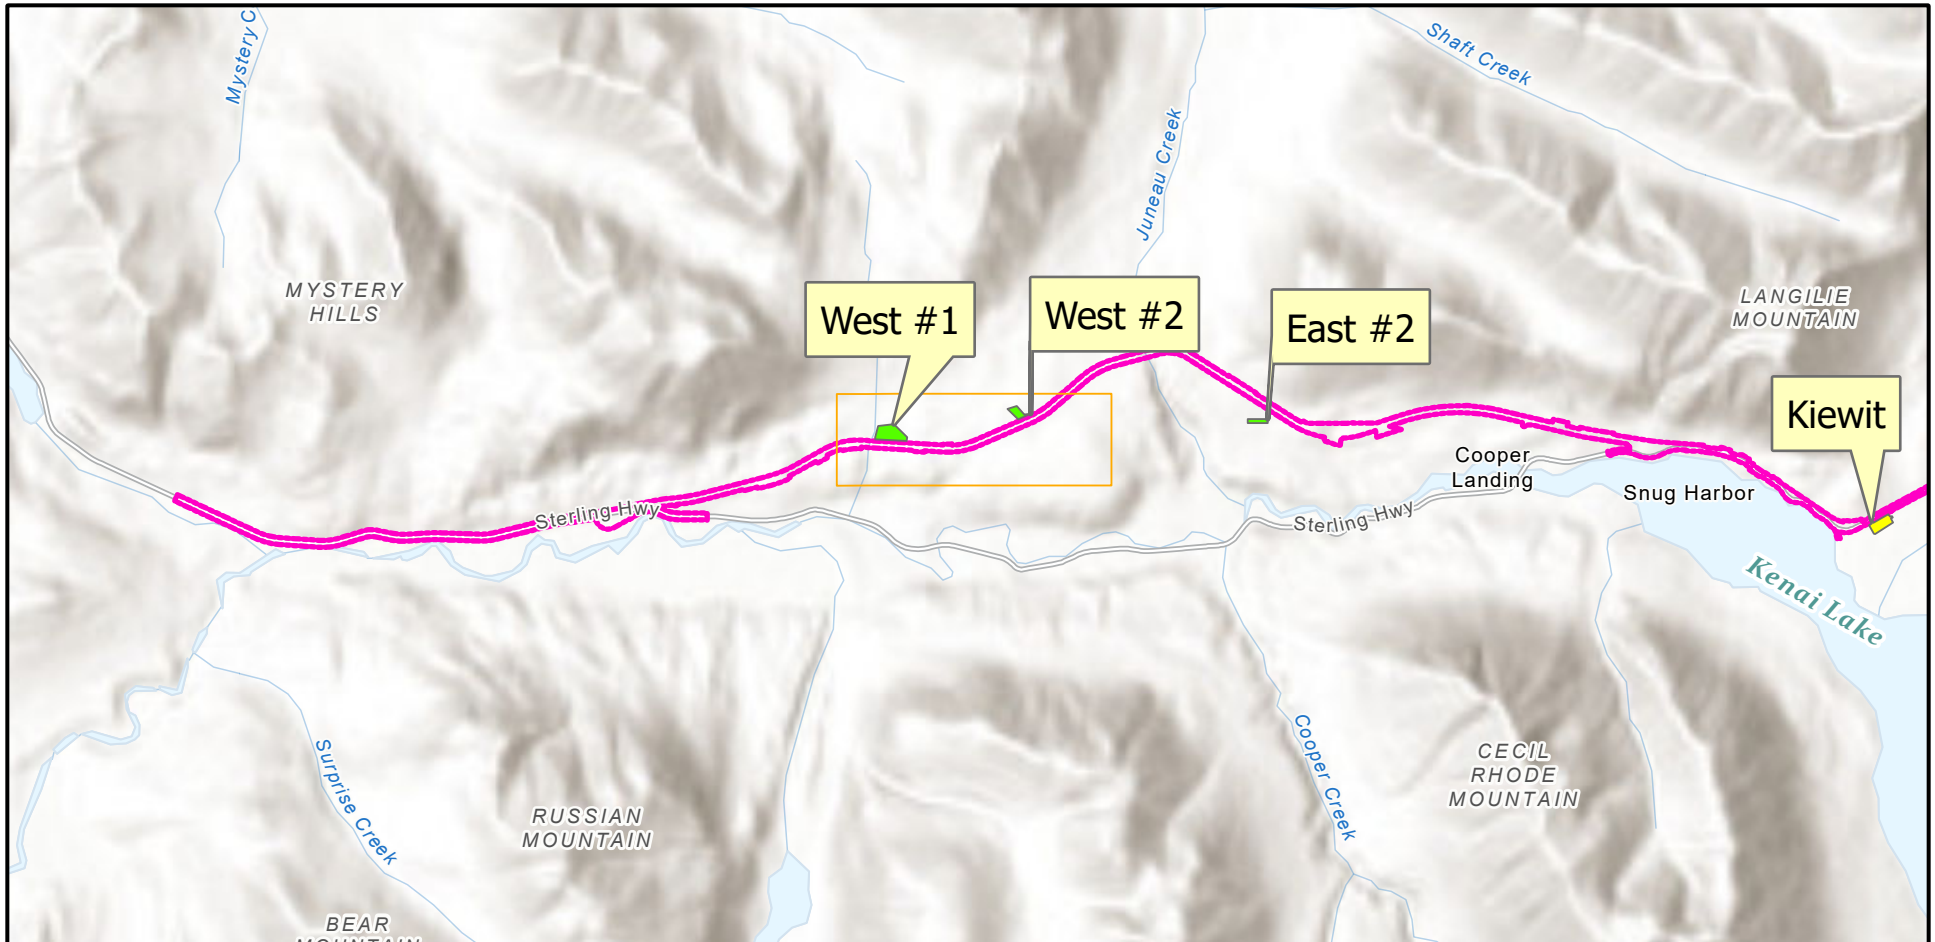 Mystery C
Shaft Creek
Juneau Creek
MYSTERY
HILLS
LANGILIE
MOUNTAIN
West #1
West #2
East #2
Kiewit
Cooper
Landing
Snug Harbor
Sterling Hwy
Sterling Hwy
Kenai Lake
Surprise Creek
Cooper Creek
CECIL
RHODE
MOUNTAIN
RUSSIAN
MOUNTAIN
BEAR
MOUNTAIN